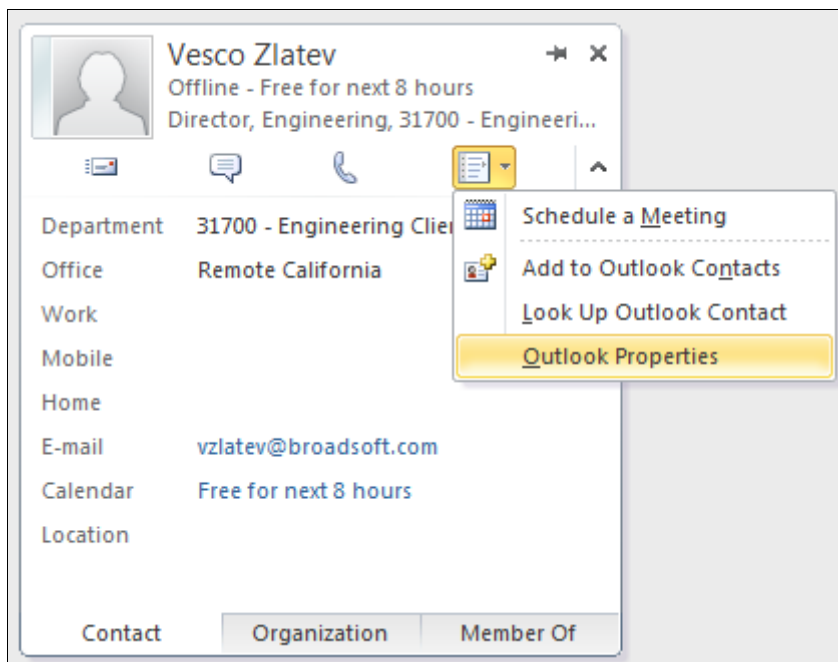 Vesco Zlatev
Offline - Free for next 8 hours
Director, Engineering, 31700 - Engineeri...
Schedule a Meeting
Add to Outlook Contacts
Look Up Outlook Contact
Outlook Properties
Department 31700 - Engineering Clie
Office Remote California
Work
Mobile
Home
E-mail vzlatev@broadsoft.com
Calendar Free for next 8 hours
Location
Contact Organization Member Of